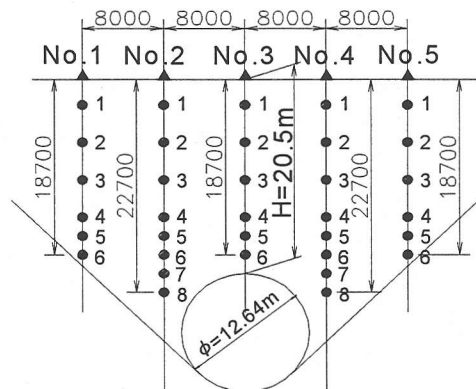 8000 8000 8000 8000
No.1 No.2 No.3 No.4 No.5
1 1 1 1 1
2 2 2 2 2
3 3 3 3 3
18700 22700 18700 H=20.5m 22700 18700
4 4 4 4 4
5 5 5 5 5
6 6 6 6 6
7 7
8 8
φ=12.64m